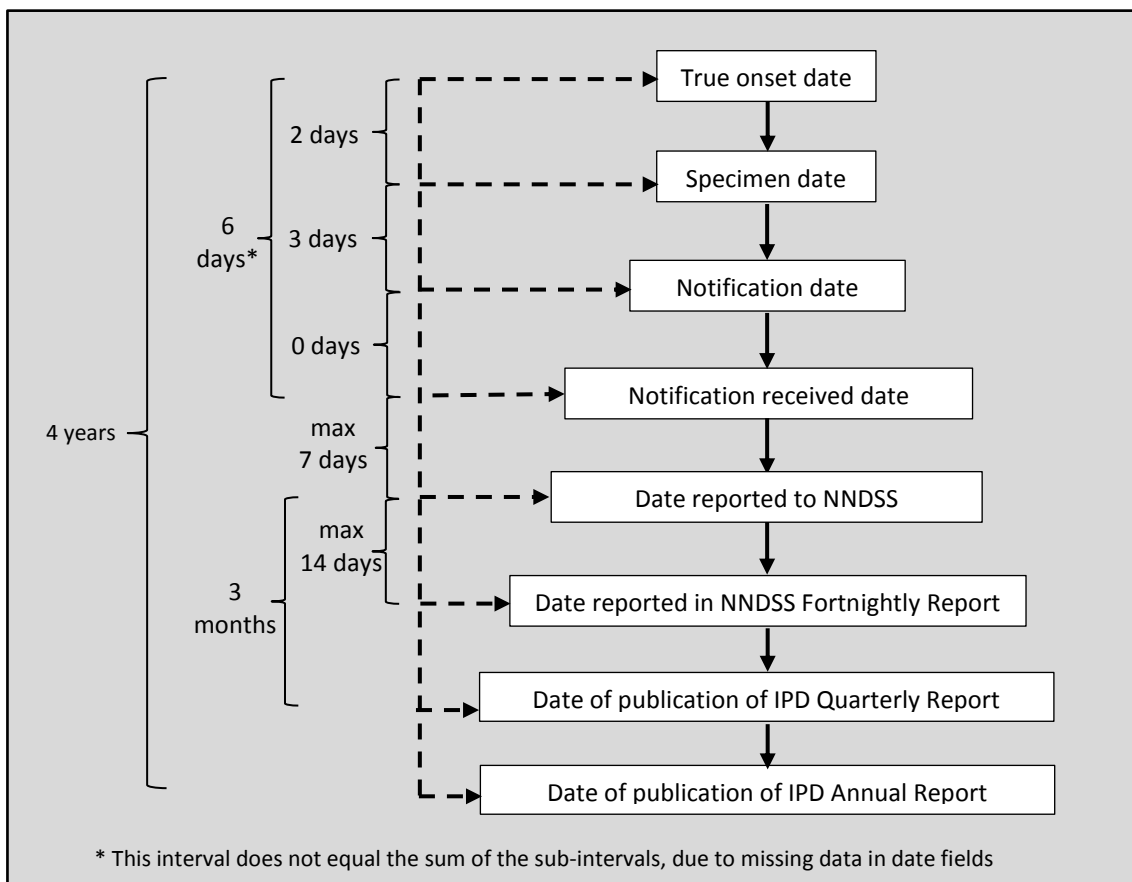 True onset date
2 days
Specimen date
6
days*
3 days
Notification date
0 days
Notification received date
4 years
max
7 days
Date reported to NNDSS
max
14 days
3
months
Date reported in NNDSS Fortnightly Report
Date of publication of IPD Quarterly Report
Date of publication of IPD Annual Report
* This interval does not equal the sum of the sub-intervals, due to missing data in date fields